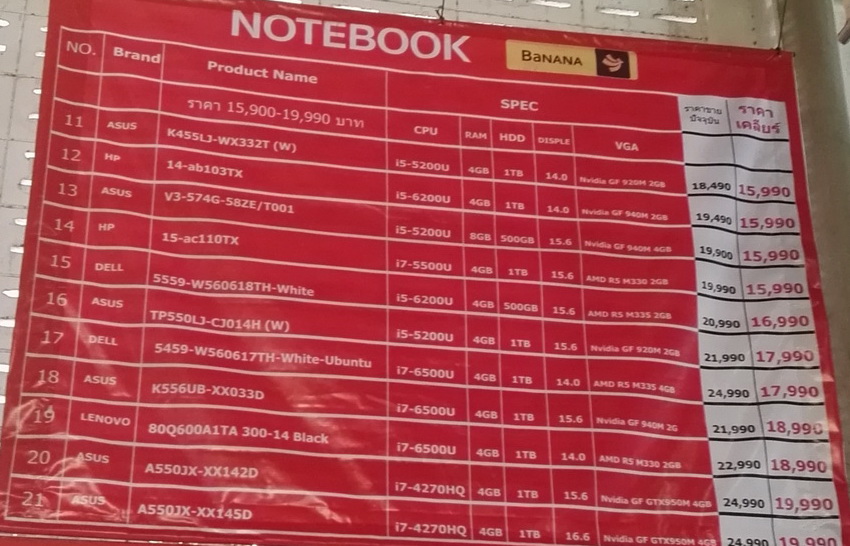 NOTEBOOK BaNANA
NO. Brand Product Name SPEC ราคาขายปัจจุบัน ราคาเคลียร์
ราคา 15,900-19,990 บาท CPU RAM HDD DISPLE VGA
11 ASUS K455LJ-WX332T (W) i5-5200U 4GB 1TB 14.0 Nvidia GF 920M 2GB 18,490 15,990
12 HP 14-ab103TX i5-6200U 4GB 1TB 14.0 Nvidia GF 940M 2GB 19,490 15,990
13 ASUS V3-574G-58ZE/T001 i5-5200U 8GB 500GB 15.6 Nvidia GF 940M 4GB 19,900 15,990
14 HP 15-ac110TX i7-5500U 4GB 1TB 15.6 AMD R5 M330 2GB 19,990 15,990
15 DELL 5559-W560618TH-White i5-6200U 4GB 500GB 15.6 AMD R5 M335 2GB 20,990 16,990
16 ASUS TP550LJ-CJ014H (W) i5-5200U 4GB 1TB 15.6 Nvidia GF 920M 2GB 21,990 17,990
17 DELL 5459-W560617TH-White-Ubuntu i7-6500U 4GB 1TB 14.0 AMD R5 M335 4GB 24,990 17,990
18 ASUS K556UB-XX033D i7-6500U 4GB 1TB 15.6 Nvidia GF 940M 2G 21,990 18,990
19 LENOVO 80Q600A1TA 300-14 Black i7-6500U 4GB 1TB 14.0 AMD R5 M330 2GB 22,990 18,990
20 ASUS A550JX-XX142D i7-4270HQ 4GB 1TB 15.6 Nvidia GF GTX950M 4GB 24,990 19,990
21 ASUS A550JX-XX145D i7-4270HQ 4GB 1TB 16.6 Nvidia GF GTX950M 4GB 24,990 19,990